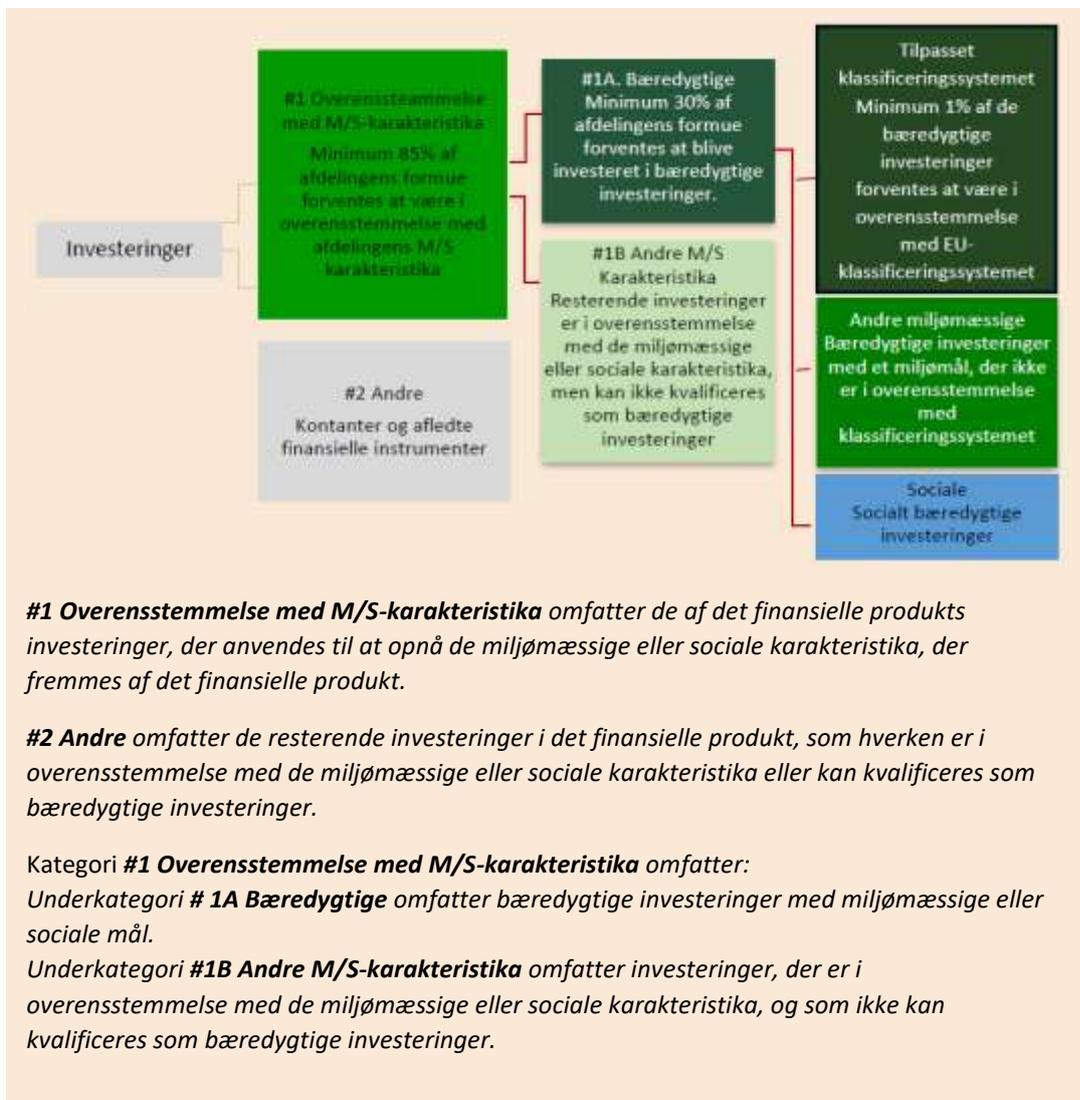 Investeringer
#1 Overenssteammelse
med M/S-karakteristika
Minimum 85% af
afdelingens formue
forventes at være i
overensstemmelse med
afdelingens M/S
karakteristika
#2 Andre
Kontanter og afledte
finansielle instrumenter
#1A. Bæredygtige
Minimum 30% af
afdelingens formue
forventes at blive
investeret i bæredygtige
investeringer.
#1B Andre M/S
Karakteristika
Resterende investeringer
er i overensstemmelse
med de miljømæssige
eller sociale karakteristika,
men kan ikke kvalificeres
som bæredygtige
investeringer
Tilpasset
klassificeringssystemet
Minimum 1% af de
bæredygtige
investeringer
forventes at være i
overensstemmelse
med EU-
klassificeringssystemet
Andre miljømæssige
Bæredygtige investeringer
med et miljømål, der ikke
er i overensstemmelse
med
klassificeringssystemet
Sociale
Socialt bæredygtige
investeringer
#1 Overensstemmelse med M/S-karakteristika omfatter de af det finansielle produkts
investeringer, der anvendes til at opnå de miljømæssige eller sociale karakteristika, der
fremmes af det finansielle produkt.
#2 Andre omfatter de resterende investeringer i det finansielle produkt, som hverken er i
overensstemmelse med de miljømæssige eller sociale karakteristika eller kan kvalificeres som
bæredygtige investeringer.
Kategori #1 Overensstemmelse med M/S-karakteristika omfatter:
Underkategori # 1A Bæredygtige omfatter bæredygtige investeringer med miljømæssige eller
sociale mål.
Underkategori #1B Andre M/S-karakteristika omfatter investeringer, der er i
overensstemmelse med de miljømæssige eller sociale karakteristika, og som ikke kan
kvalificeres som bæredygtige investeringer.